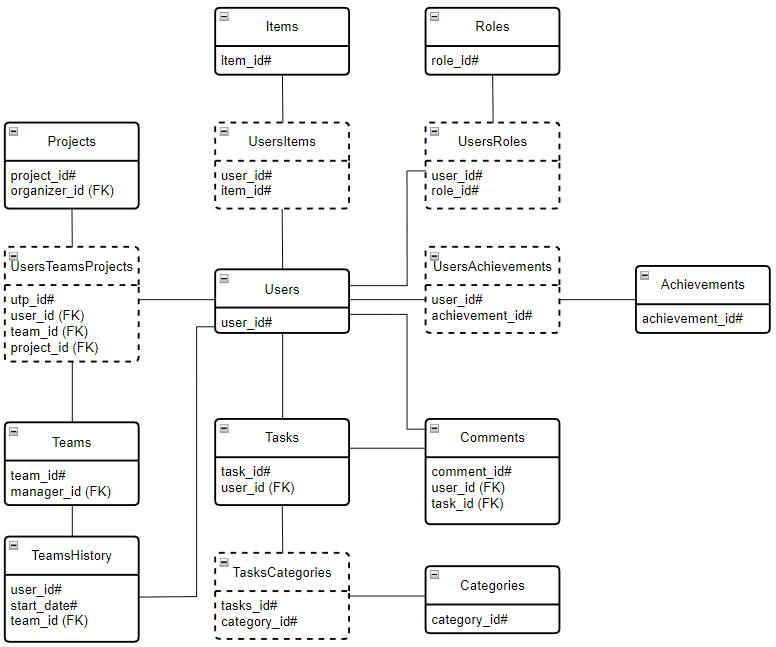 Items
item_id#
Roles
role_id#
Projects
project_id#
organizer_id (FK)
UsersItems
user_id#
item_id#
UsersRoles
user_id#
role_id#
UsersTeamsProjects
utp_id#
user_id (FK)
team_id (FK)
project_id (FK)
Users
user_id#
UsersAchievements
user_id#
achievement_id#
Achievements
achievement_id#
Teams
team_id#
manager_id (FK)
Tasks
task_id#
user_id (FK)
Comments
comment_id#
user_id (FK)
task_id (FK)
TeamsHistory
user_id#
start_date#
team_id (FK)
TasksCategories
tasks_id#
category_id#
Categories
category_id#